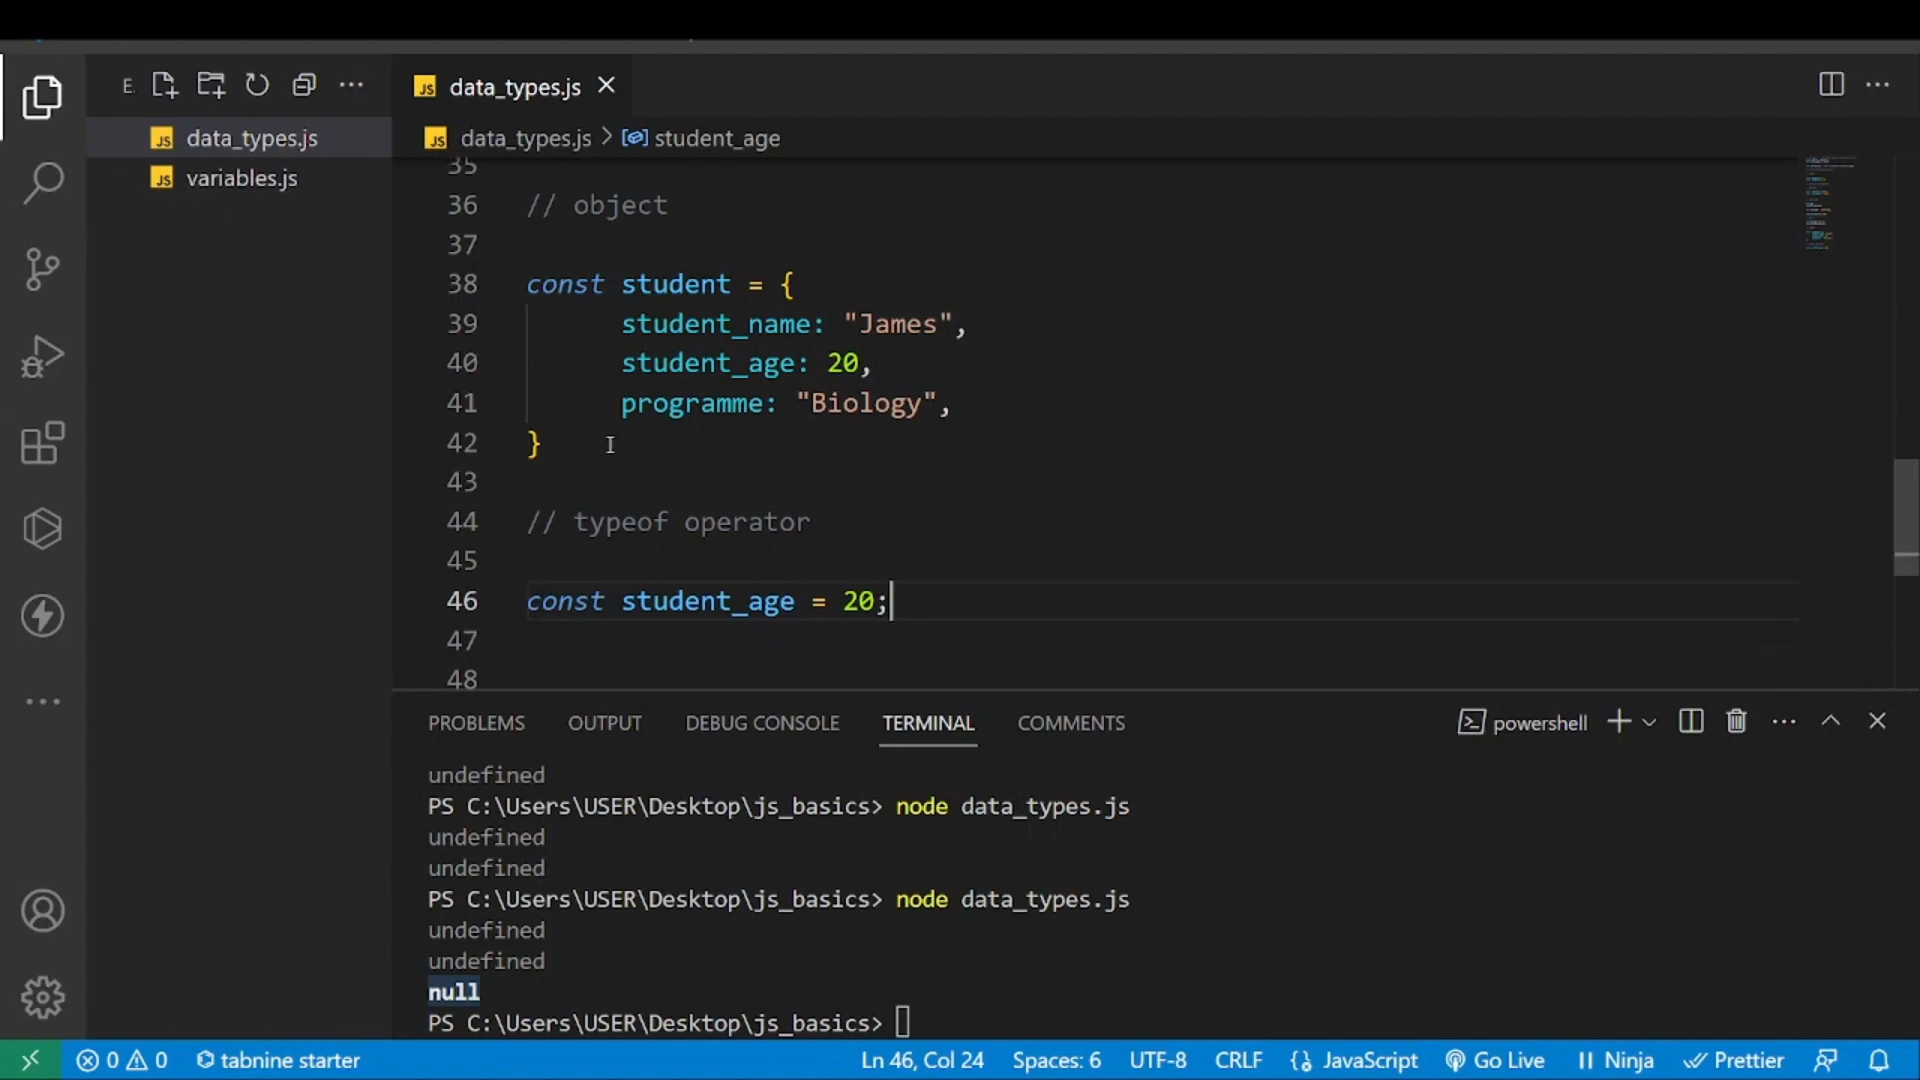 E.
data_types.js
variables.js
data_types.js
data_types.js > student_age
35
36 // object
37
38 const student = {
39 student_name: "James",
40 student_age: 20,
41 programme: "Biology",
42 }
43
44 // typeof operator
45
46 const student_age = 20;
47
48
PROBLEMS OUTPUT DEBUG CONSOLE TERMINAL COMMENTS powershell
undefined
PS C:\Users\USER\Desktop\js_basics> node data_types.js
undefined
undefined
PS C:\Users\USER\Desktop\js_basics> node data_types.js
undefined
undefined
null
PS C:\Users\USER\Desktop\js_basics>
0 0 tabnine starter Ln 46, Col 24 Spaces: 6 UTF-8 CRLF JavaScript Go Live Ninja Prettier